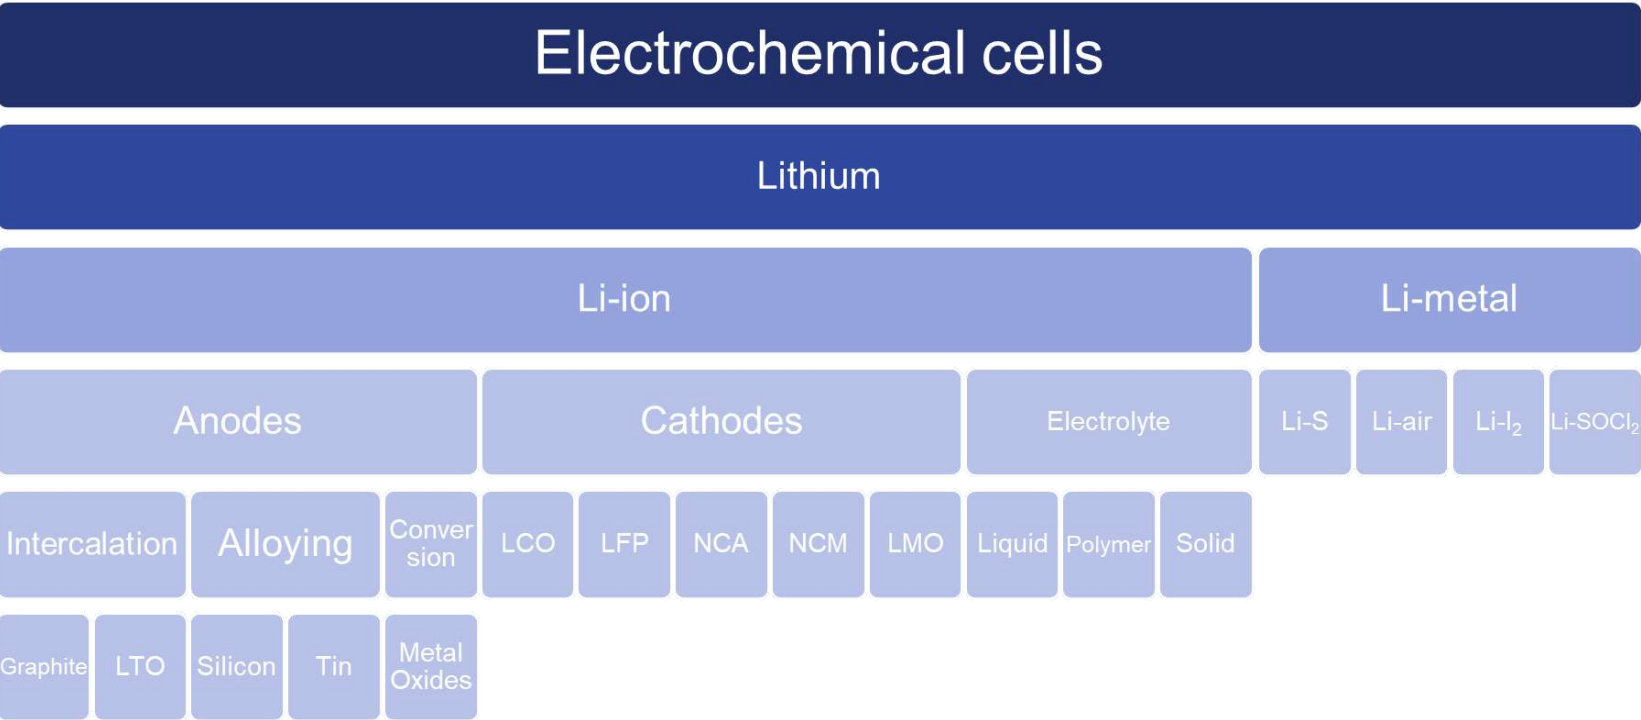 Electrochemical cells
Lithium
Li-ion
Li-metal
Anodes
Cathodes
Electrolyte
Li-S
Li-air
Li-I₂
Li-SOCl₂
Intercalation
Alloying
Conver
sion
LCO
LFP
NCA
NCM
LMO
Liquid
Polymer
Solid
Graphite
LTO
Silicon
Tin
Metal
Oxides